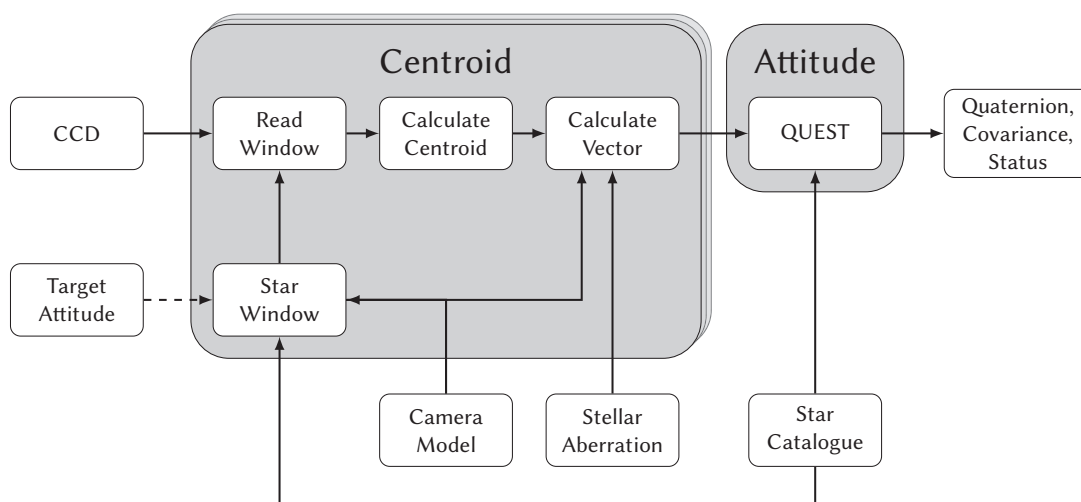 Centroid
Attitude
CCD
Read
Window
Calculate
Centroid
Calculate
Vector
QUEST
Quaternion,
Covariance,
Status
Target
Attitude
Star
Window
Camera
Model
Stellar
Aberration
Star
Catalogue